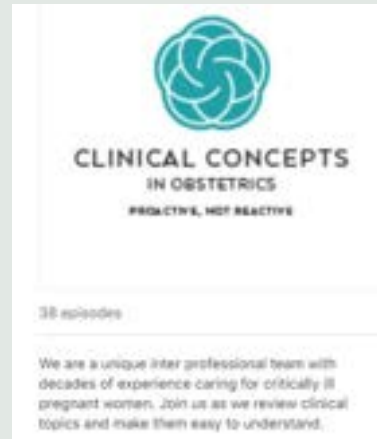 CLINICAL CONCEPTS
IN OBSTETRICS
PROACTIVE, NOT REACTIVE
38 episodes
We are a unique inter professional team with
decades of experience caring for critically ill
pregnant women. Join us as we review clinical
topics and make them easy to understand.